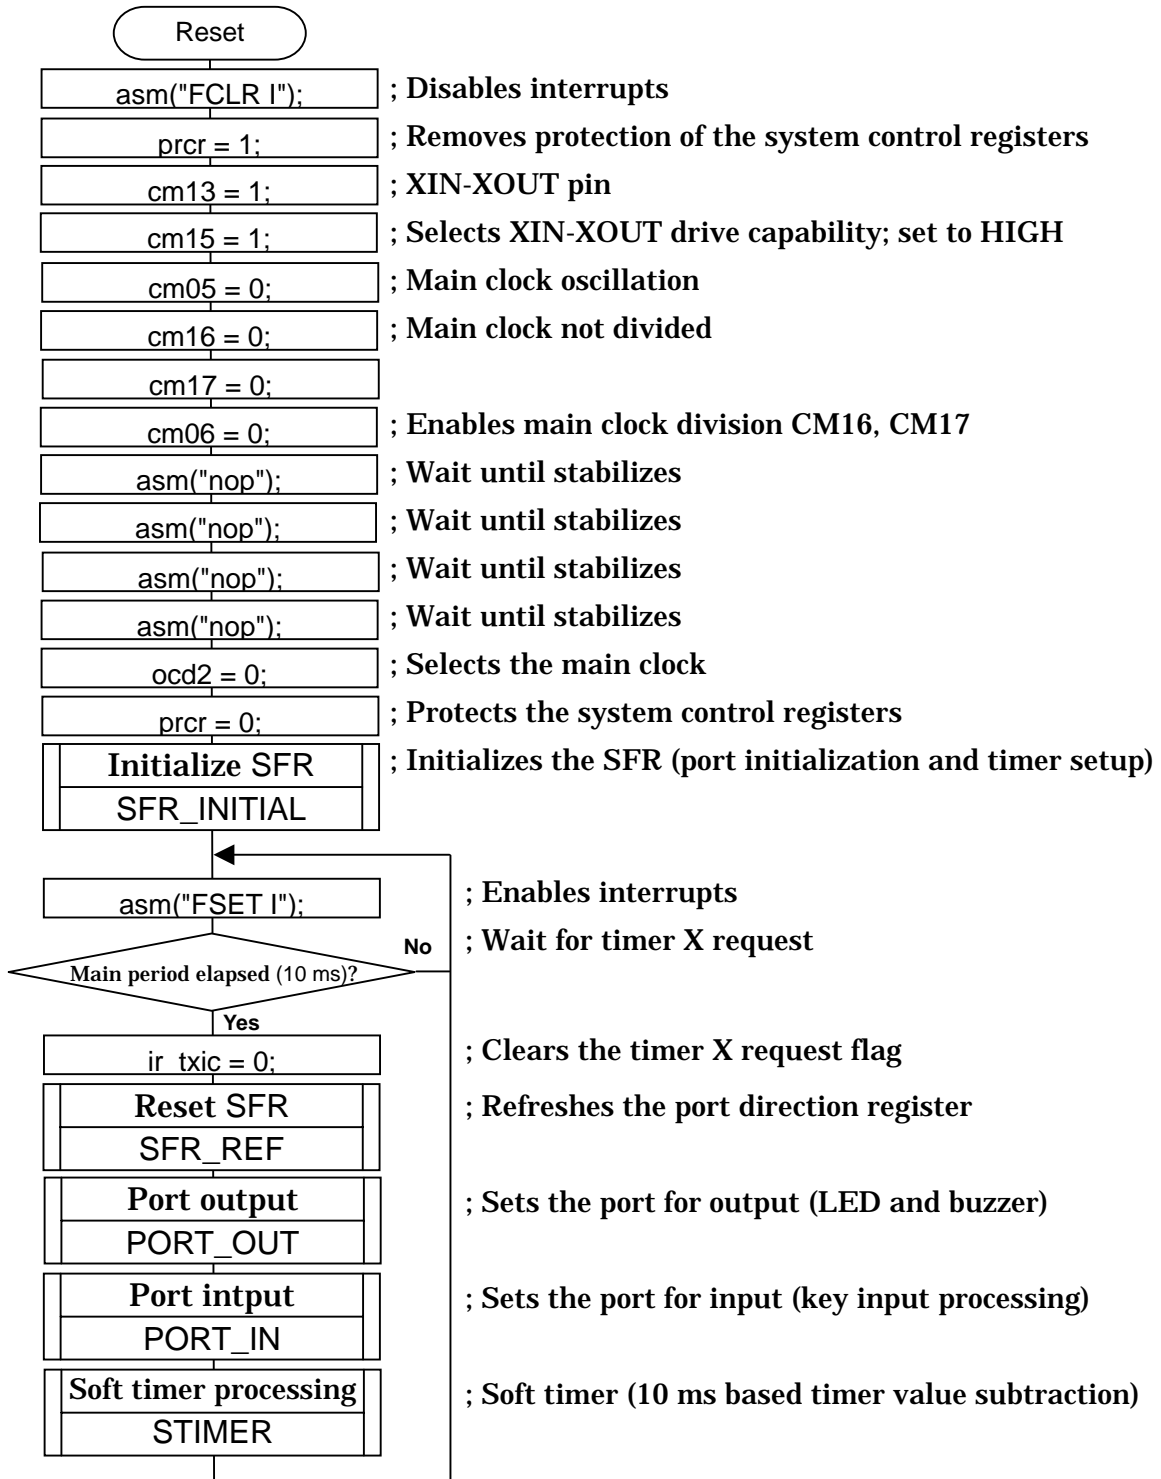 Reset
asm("FCLR I"); ; Disables interrupts
prcr = 1; ; Removes protection of the system control registers
cm13 = 1; ; XIN-XOUT pin
cm15 = 1; ; Selects XIN-XOUT drive capability; set to HIGH
cm05 = 0; ; Main clock oscillation
cm16 = 0; ; Main clock not divided
cm17 = 0;
cm06 = 0; ; Enables main clock division CM16, CM17
asm("nop"); ; Wait until stabilizes
asm("nop"); ; Wait until stabilizes
asm("nop"); ; Wait until stabilizes
asm("nop"); ; Wait until stabilizes
ocd2 = 0; ; Selects the main clock
prcr = 0; ; Protects the system control registers
Initialize SFR ; Initializes the SFR (port initialization and timer setup)
SFR_INITIAL
asm("FSET I"); ; Enables interrupts
No ; Wait for timer X request
Main period elapsed (10 ms)?
Yes
ir_txic = 0; ; Clears the timer X request flag
Reset SFR ; Refreshes the port direction register
SFR_REF
Port output ; Sets the port for output (LED and buzzer)
PORT_OUT
Port intput ; Sets the port for input (key input processing)
PORT_IN
Soft timer processing ; Soft timer (10 ms based timer value subtraction)
STIMER